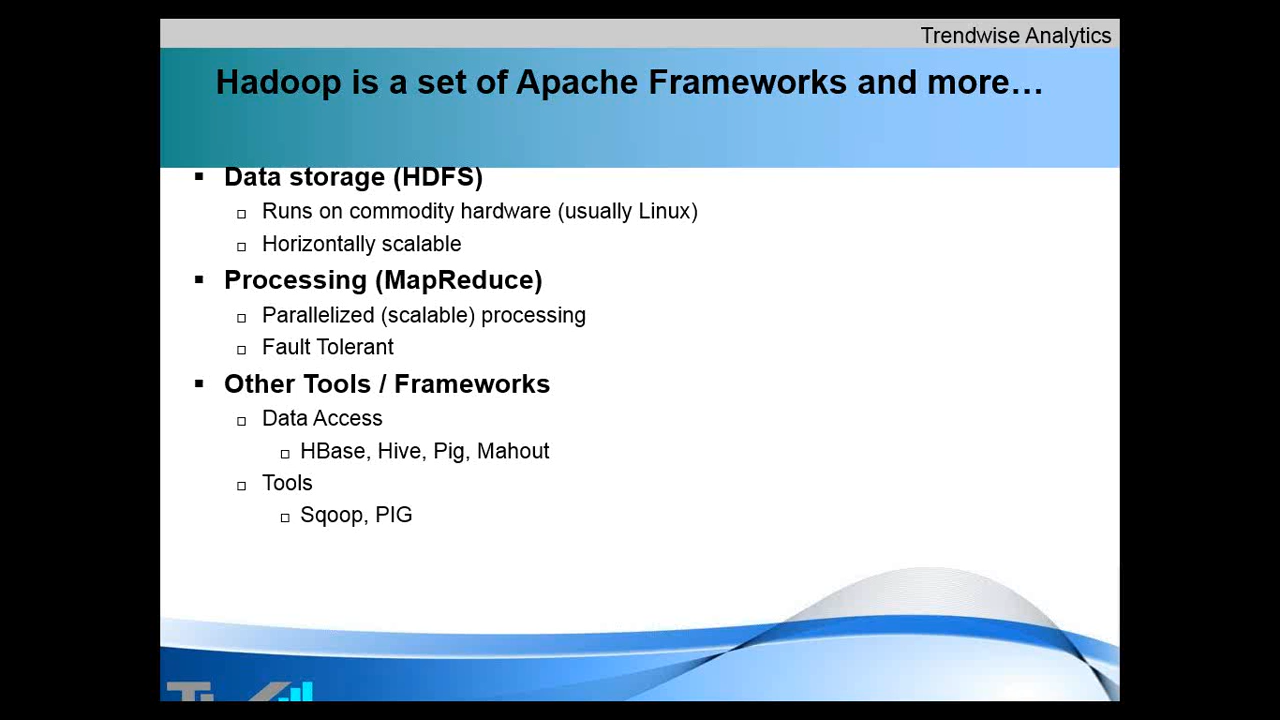 Trendwise Analytics
Hadoop is a set of Apache Frameworks and more…
Data storage (HDFS)
Runs on commodity hardware (usually Linux)
Horizontally scalable
Processing (MapReduce)
Parallelized (scalable) processing
Fault Tolerant
Other Tools / Frameworks
Data Access
HBase, Hive, Pig, Mahout
Tools
Sqoop, PIG